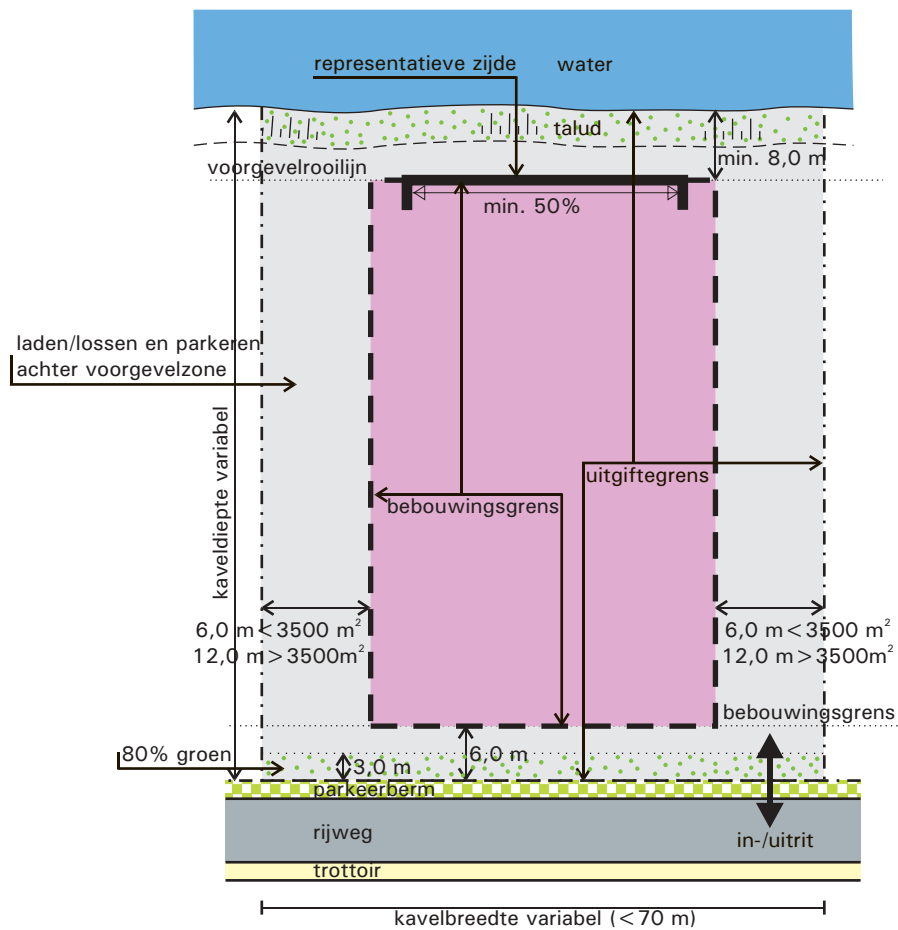 representatieve zijde
water
talud
voorgevelrooilijn
min. 8,0 m
min. 50%
laden/lossen en parkeren
achter voorgevelzone
kaveldiepte variabel
uitgiftegrens
bebouwingsgrens
6,0 m<3500 m²
12,0 m>3500m²
6,0 m<3500 m²
12,0 m>3500m²
bebouwingsgrens
80% groen
3,0 m
6,0 m
parkeerberm
rijweg
in-/uitrit
trottoir
kavelbreedte variabel (<70 m)